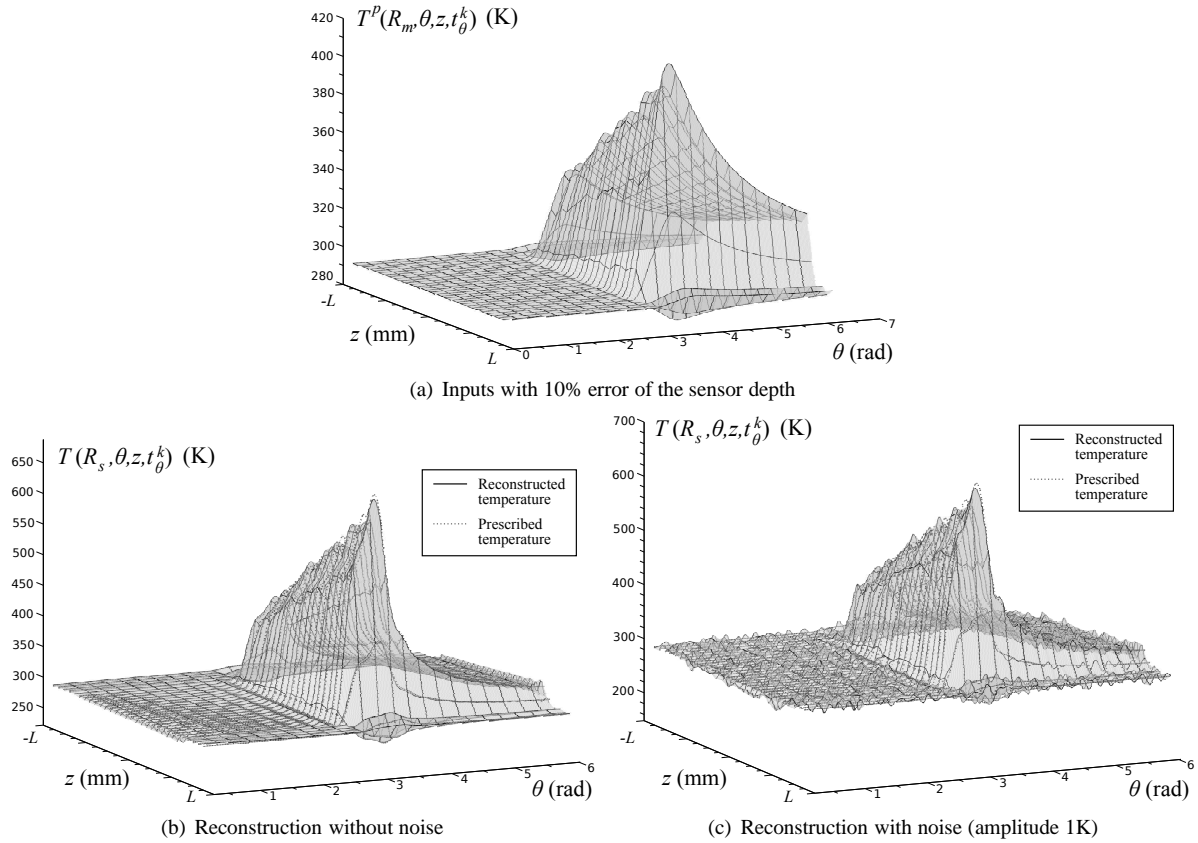 T^p(R_m,θ,z,t_θ^k) (K)
420
400
380
360
340
320
300
280
-L
z (mm)
L
0
1
2
3
4
5
6
7
θ (rad)
(a) Inputs with 10% error of the sensor depth
T(R_s,θ,z,t_θ^k) (K)
650
600
550
500
450
400
350
300
250
-L
z (mm)
L
1
2
3
4
5
6
θ (rad)
Reconstructed
temperature
Prescribed
temperature
(b) Reconstruction without noise
T(R_s,θ,z,t_θ^k) (K)
700
600
500
400
300
200
-L
z (mm)
L
1
2
3
4
5
6
θ (rad)
Reconstructed
temperature
Prescribed
temperature
(c) Reconstruction with noise (amplitude 1K)